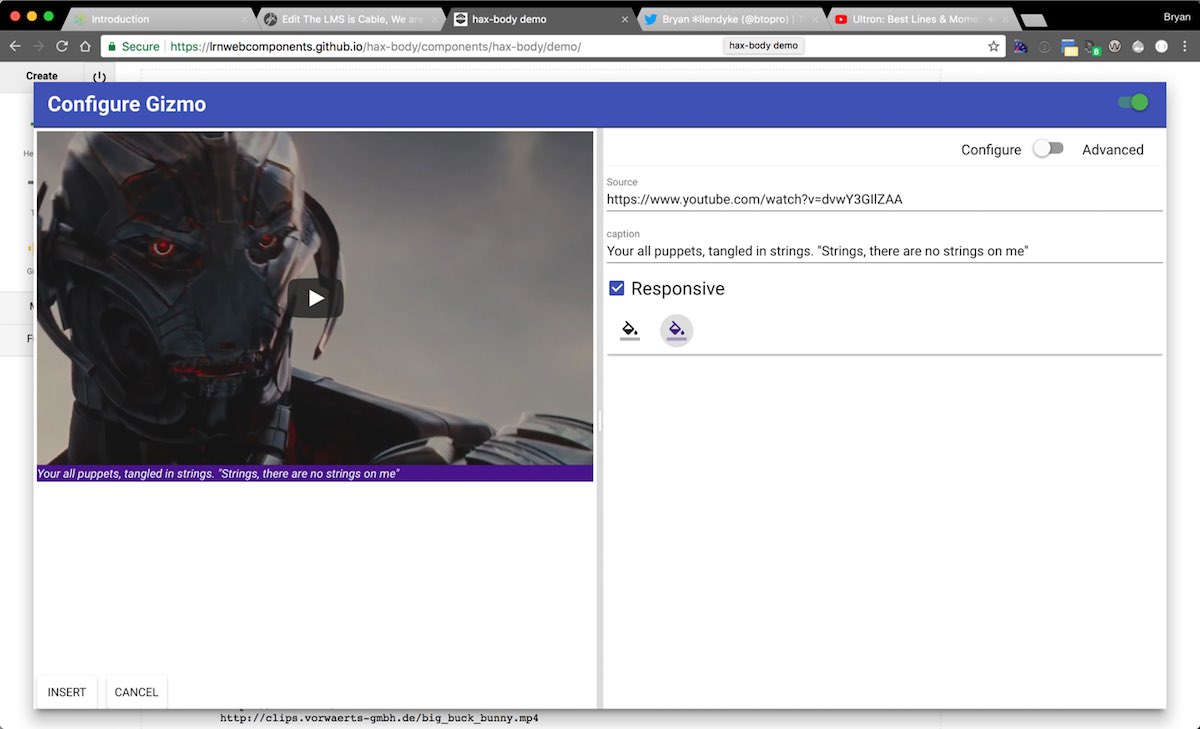 Introduction
Edit The LMS is Cable, We are
hax-body demo
Bryan ✻llendyke (@btopro) | T
Ultron: Best Lines & Mome
Bryan
Secure
https://lrnwebcomponents.github.io/hax-body/components/hax-body/demo/
hax-body demo
8
Create
Configure Gizmo
Configure
Advanced
Source
https://www.youtube.com/watch?v=dvwY3GIlZAA
caption
Your all puppets, tangled in strings. "Strings, there are no strings on me"
Responsive
Your all puppets, tangled in strings. "Strings, there are no strings on me"
INSERT
CANCEL
http://clips.vorwaerts-gmbh.de/big_buck_bunny.mp4